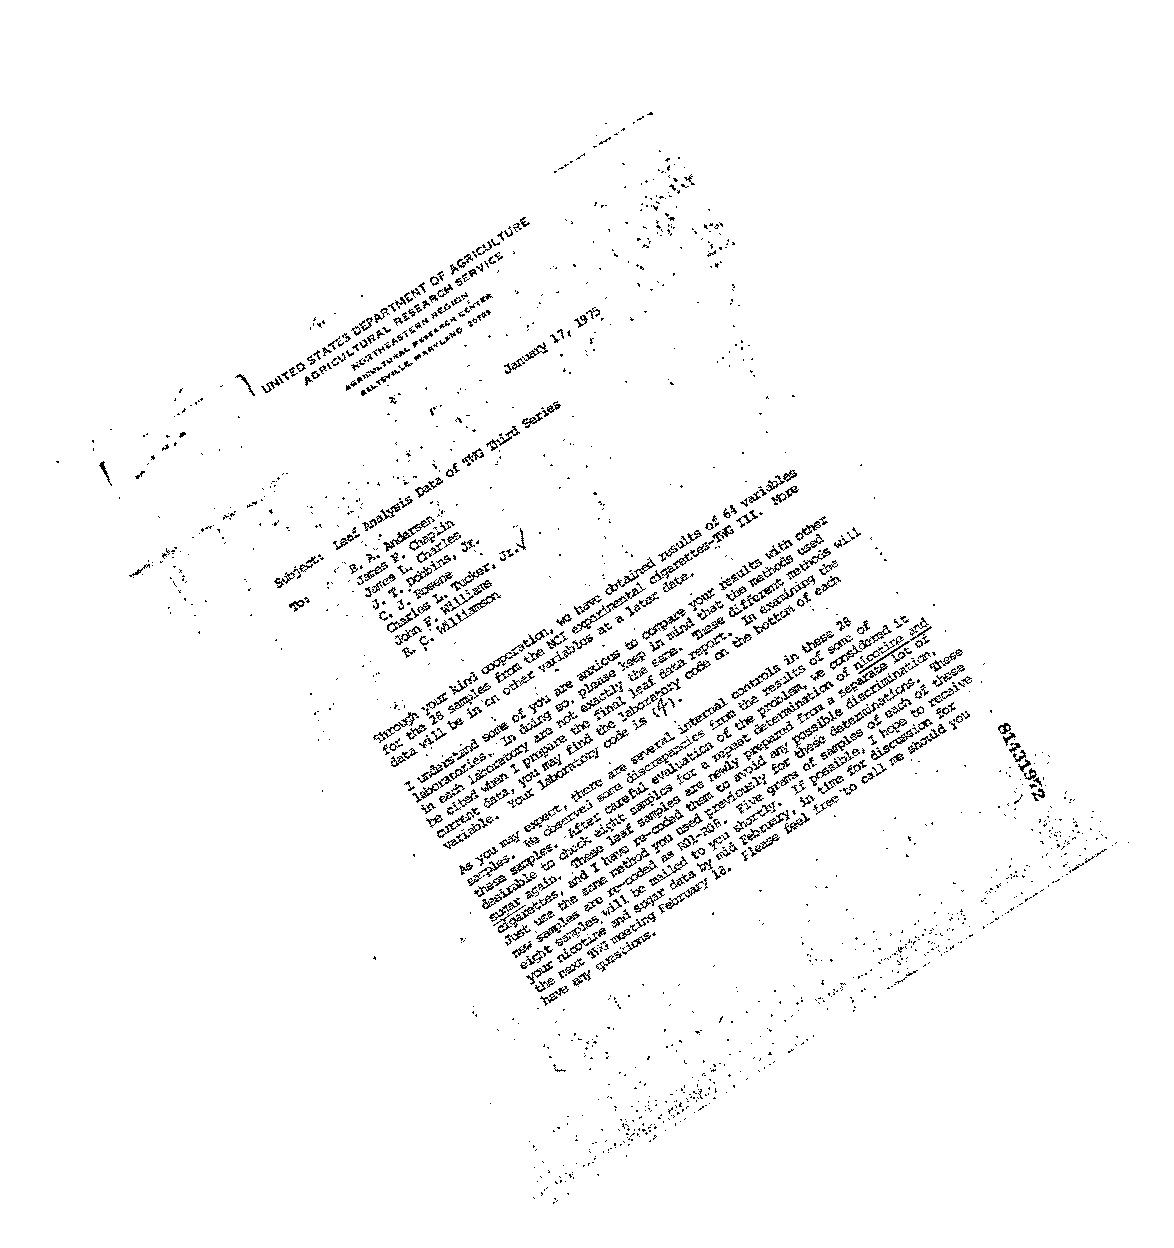 UNITED STATES DEPARTMENT OF AGRICULTURE
AGRICULTURAL RESEARCH SERVICE
NORTHEASTERN REGION
AGRICULTURAL RESEARCH CENTER
BELTSVILLE, MARYLAND 20705
January 17, 1975
Subject: Leaf Analysis Data of TWG Third Series
To: R. A. Andersen
James F. Chaplin
James L. Charles
J. T. Dobbins, Jr.
C. J. Rosene
Charles L. Tucker, Jr.
John F. Williams
R. C. Williamson
Through your kind cooperation, we have obtained results of 64 variables
for the 28 samples from the NCI experimental cigarettes-TWG III. More
data will be in on other variables at a later date.
I understand some of you are anxious to compare your results with other
laboratories. In doing so, please keep in mind that the methods used
in each laboratory are not exactly the same. These different methods will
be cited when I prepare the final leaf data report. In examining the
current data, you may find the laboratory code on the bottom of each
variable. Your laboratory code is (4).
As you may expect, there are several internal controls in these 28
samples. We observed some discrepancies from the results of some of
these samples. After careful evaluation of the problem, we considered it
desirable to check eight samples for a repeat determination of nicotine and
sugar again. These leaf samples are newly prepared from a separate lot of
cigarettes, and I have re-coded them to avoid any possible discrimination.
Just use the same method you used previously for these determinations. These
new samples are re-coded as R01-R08. Five grams of samples of each of these
eight samples will be mailed to you shortly. If possible, I hope to receive
your nicotine and sugar data by mid February, in time for discussion for
the next TWG meeting February 18. Please feel free to call me should you
have any questions.
81431972